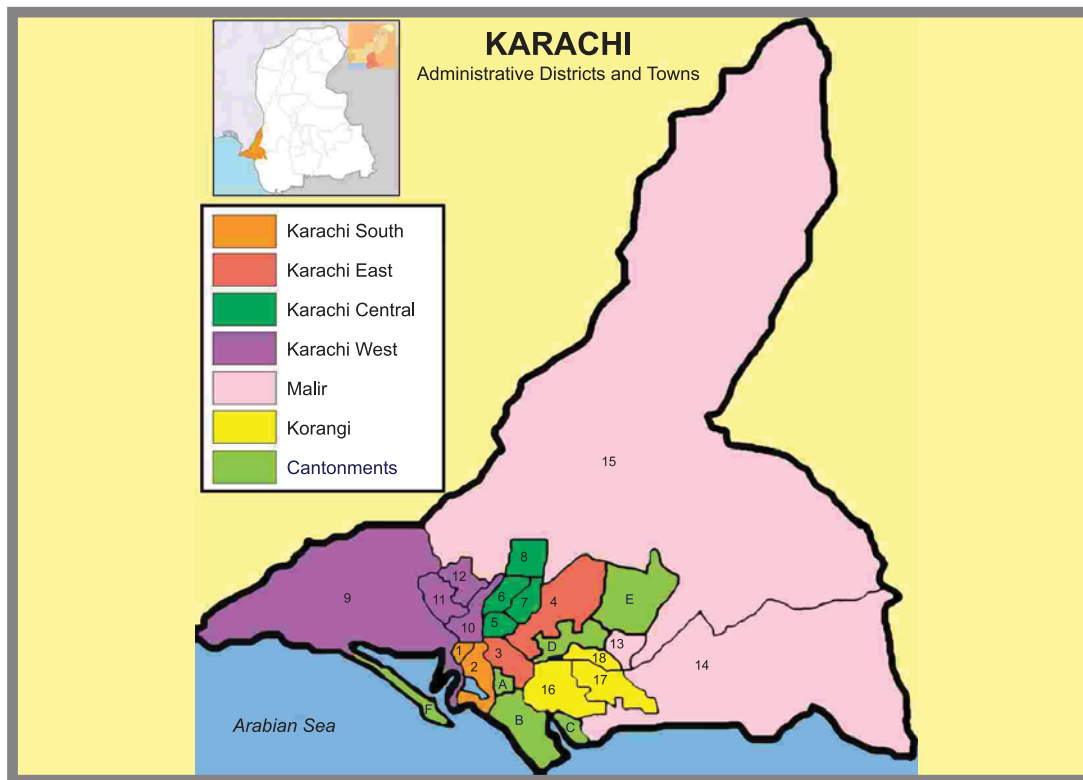 KARACHI
Administrative Districts and Towns
Karachi South
Karachi East
Karachi Central
Karachi West
Malir
Korangi
Cantonments
15
8
12
9
11
6
7
4
E
10
5
1
2
3
D
13
18
14
A
16
17
F
B
C
Arabian Sea